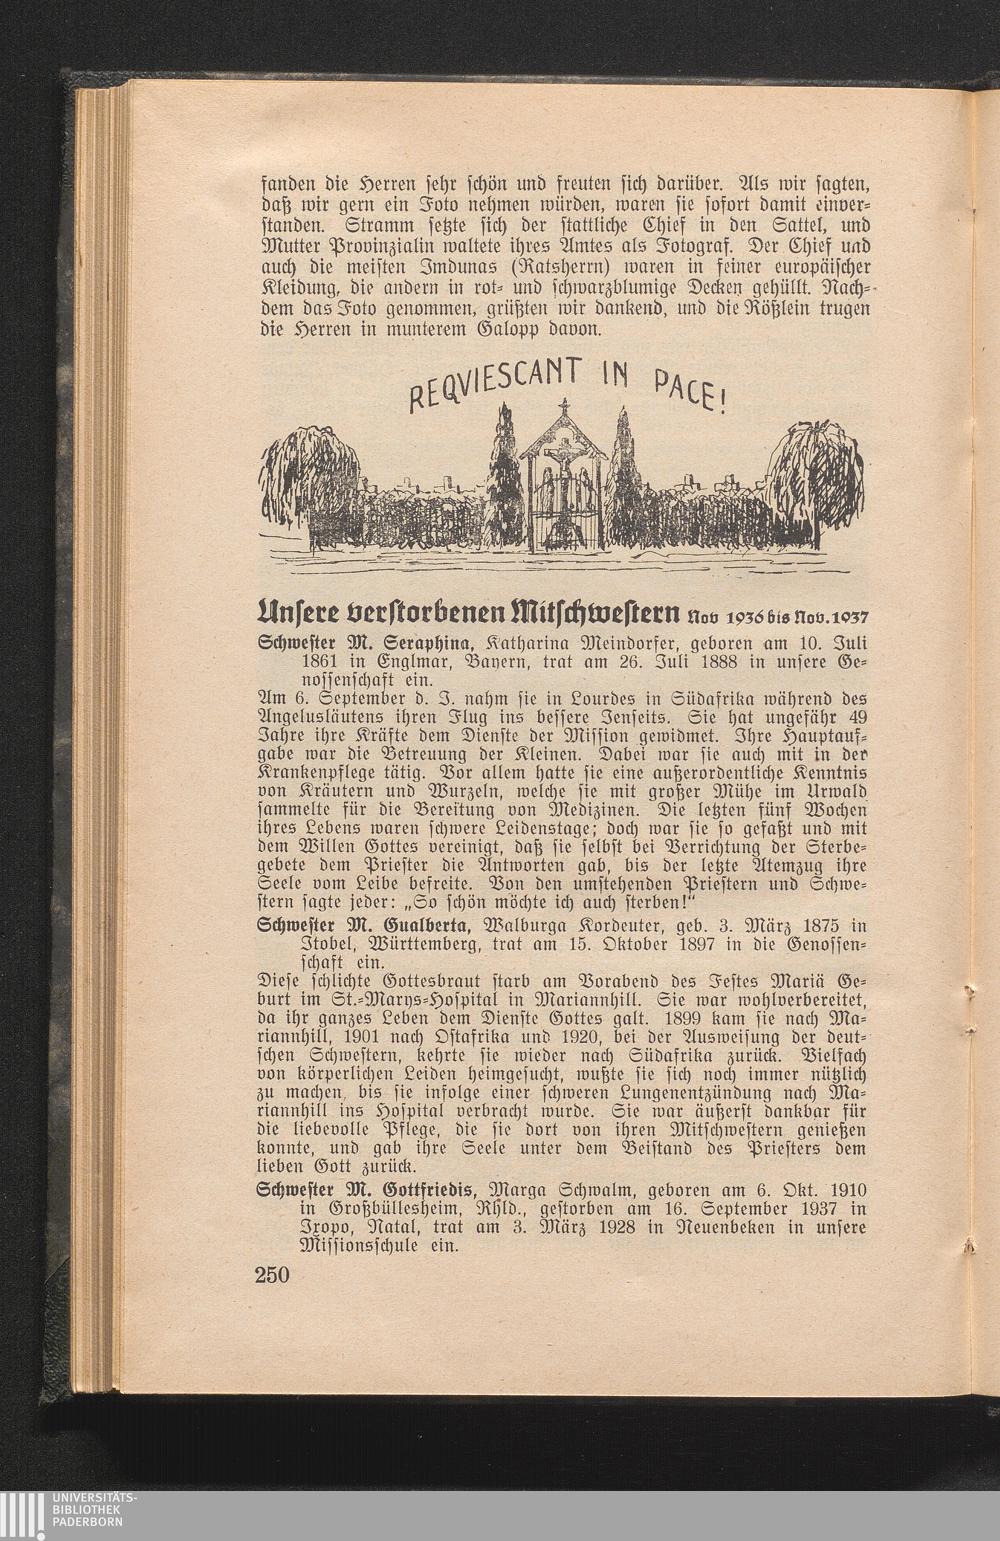 fanden die Herren sehr schön und freuten sich darüber. Als wir sagten,
daß wir gern ein Foto nehmen würden, waren sie sofort damit einver-
standen. Stramm setzte sich der stattliche Chief in den Sattel, und
Mutter Provinzialin waltete ihres Amtes als Fotograf. Der Chief und
auch die meisten Imdunas (Ratsherrn) waren in feiner europäischer
Kleidung, die andern in rot- und schwarzblumige Decken gehüllt. Nach-
dem das Foto genommen, grüßten wir dankend, und die Rößlein trugen
die Herren in munterem Galopp davon.
REQVIESCANT IN PACE!
Unsere verstorbenen Mitschwestern Nov 1936 bis Nov. 1937
Schwester M. Seraphina, Katharina Meindorfer, geboren am 10. Juli
1861 in Englmar, Bayern, trat am 26. Juli 1888 in unsere Ge-
nossenschaft ein.
Am 6. September d. J. nahm sie in Lourdes in Südafrika während des
Angelusläutens ihren Flug ins bessere Jenseits. Sie hat ungefähr 49
Jahre ihre Kräfte dem Dienste der Mission gewidmet. Ihre Hauptauf-
gabe war die Betreuung der Kleinen. Dabei war sie auch mit in der
Krankenpflege tätig. Vor allem hatte sie eine außerordentliche Kenntnis
von Kräutern und Wurzeln, welche sie mit großer Mühe im Urwald
sammelte für die Bereitung von Medizinen. Die letzten fünf Wochen
ihres Lebens waren schwere Leidenstage; doch war sie so gefaßt und mit
dem Willen Gottes vereinigt, daß sie selbst bei Verrichtung der Sterbe-
gebete dem Priester die Antworten gab, bis der letzte Atemzug ihre
Seele vom Leibe befreite. Von den umstehenden Priestern und Schwe-
stern sagte jeder: „So schön möchte ich auch sterben!"
Schwester M. Gualberta, Walburga Kordeuter, geb. 3. März 1875 in
Itobel, Württemberg, trat am 15. Oktober 1897 in die Genossen-
schaft ein.
Diese schlichte Gottesbraut starb am Vorabend des Festes Mariä Ge-
burt im St.-Marys-Hospital in Mariannhill. Sie war wohlverbereitet,
da ihr ganzes Leben dem Dienste Gottes galt. 1899 kam sie nach Ma-
riannhill, 1901 nach Ostafrika und 1920, bei der Ausweisung der deut-
schen Schwestern, kehrte sie wieder nach Südafrika zurück. Vielfach
von körperlichen Leiden heimgesucht, wußte sie sich noch immer nützlich
zu machen, bis sie infolge einer schweren Lungenentzündung nach Ma-
riannhill ins Hospital verbracht wurde. Sie war äußerst dankbar für
die liebevolle Pflege, die sie dort von ihren Mitschwestern genießen
konnte, und gab ihre Seele unter dem Beistand des Priesters dem
lieben Gott zurück.
Schwester M. Gottfriedis, Marga Schwalm, geboren am 6. Okt. 1910
in Großbüllesheim, Rhld., gestorben am 16. September 1937 in
Ixopo, Natal, trat am 3. März 1928 in Neuenbeken in unsere
Missionsschule ein.
250
UNIVERSITÄTS-
BIBLIOTHEK
PADERBORN